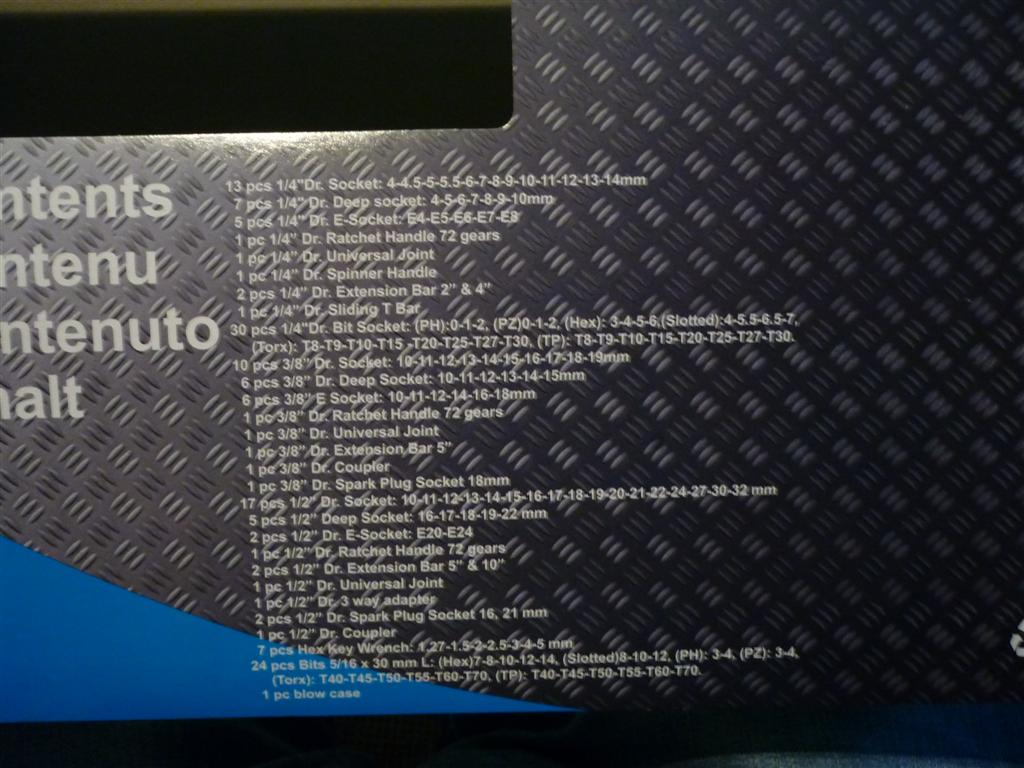 ntents
ntenu
ntenuto
halt
13 pcs 1/4"Dr. Socket: 4-4.5-5-5.5-6-7-8-9-10-11-12-13-14mm
7 pcs 1/4" Dr. Deep socket: 4-5-6-7-8-9-10mm
5 pcs 1/4" Dr. E-Socket: E4-E5-E6-E7-E8
1 pc 1/4" Dr. Ratchet Handle 72 gears
1 pc 1/4" Dr. Universal Joint
1 pc 1/4" Dr. Spinner Handle
2 pcs 1/4" Dr. Extension Bar 2" & 4"
1 pc 1/4" Dr. Sliding T Bar
30 pcs 1/4"Dr. Bit Socket: (PH):0-1-2, (PZ)0-1-2, (Hex): 3-4-5-6,(Slotted):4-5.5-6.5-7,
(Torx): T8-T9-T10-T15 -T20-T25-T27-T30, (TP): T8-T9-T10-T15-T20-T25-T27-T30.
10 pcs 3/8" Dr. Socket: 10-11-12-13-14-15-16-17-18-19mm
6 pcs 3/8" Dr. Deep Socket: 10-11-12-13-14-15mm
6 pcs 3/8" E Socket: 10-11-12-14-16-18mm
1 pc 3/8" Dr. Ratchet Handle 72 gears
1 pc 3/8" Dr. Universal Joint
1 pc 3/8" Dr. Extension Bar 5"
1 pc 3/8" Dr. Coupler
1 pc 3/8" Dr. Spark Plug Socket 18mm
17 pcs 1/2" Dr. Socket: 10-11-12-13-14-15-16-17-18-19-20-21-22-24-27-30-32 mm
5 pcs 1/2" Deep Socket: 16-17-18-19-22 mm
2 pcs 1/2" Dr. E-Socket: E20-E24
1 pc 1/2" Dr. Ratchet Handle 72 gears
2 pcs 1/2" Dr. Extension Bar 5" & 10"
1 pc 1/2" Dr. Universal Joint
1 pc 1/2" Dr. 3 way adapter
2 pcs 1/2" Dr. Spark Plug Socket 16, 21 mm
1 pc 1/2" Dr. Coupler
7 pcs Hex Key Wrench: 1.27-1.5-2-2.5-3-4-5 mm
24 pcs Bits 5/16 x 30 mm L: (Hex)7-8-10-12-14, (Slotted)8-10-12, (PH): 3-4, (PZ): 3-4,
(Torx): T40-T45-T50-T55-T60-T70, (TP): T40-T45-T50-T55-T60-T70.
1 pc blow case